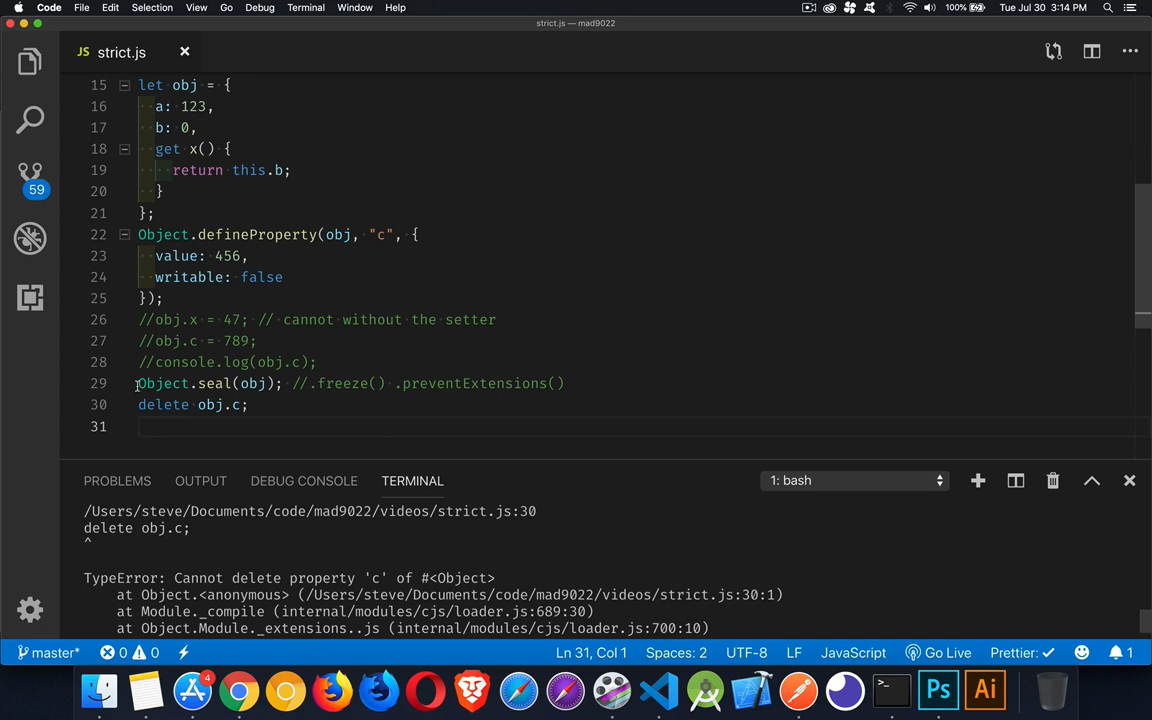 Code File Edit Selection View Go Debug Terminal Window Help 100% Tue Jul 30 3:14 PM
strict.js — mad9022
JS strict.js
15 let obj = {
16 a: 123,
17 b: 0,
18 get x() {
19 return this.b;
20 }
21 };
22 Object.defineProperty(obj, "c", {
23 value: 456,
24 writable: false
25 });
26 //obj.x = 47; // cannot without the setter
27 //obj.c = 789;
28 //console.log(obj.c);
29 Object.seal(obj); //.freeze() .preventExtensions()
30 delete obj.c;
31
59
PROBLEMS OUTPUT DEBUG CONSOLE TERMINAL 1: bash
/Users/steve/Documents/code/mad9022/videos/strict.js:30
delete obj.c;
^
TypeError: Cannot delete property 'c' of #<Object>
at Object.<anonymous> (/Users/steve/Documents/code/mad9022/videos/strict.js:30:1)
at Module._compile (internal/modules/cjs/loader.js:689:30)
at Object.Module._extensions..js (internal/modules/cjs/loader.js:700:10)
master* 0 0 Ln 31, Col 1 Spaces: 2 UTF-8 LF JavaScript Go Live Prettier: ✓ 1
4 >_ Ps Ai